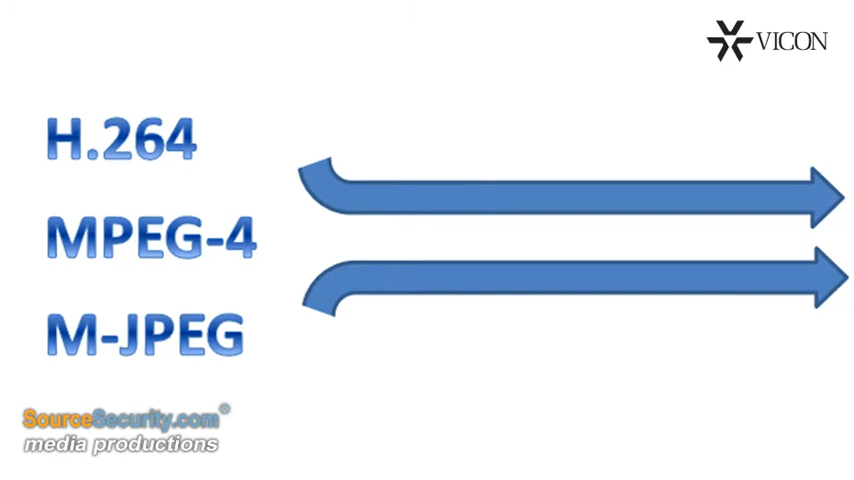 VICON
H.264
MPEG-4
M-JPEG
SourceSecurity.com®
media productions